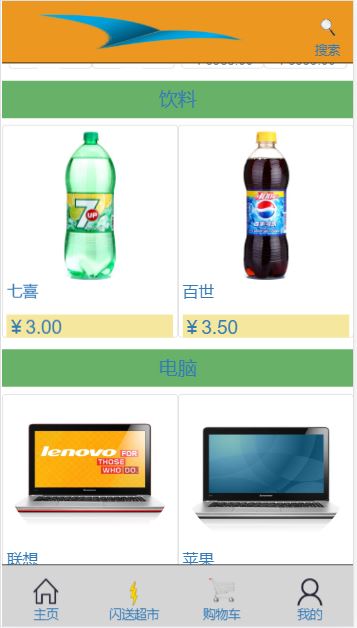 搜索
饮料
7UP
七喜
百世
￥3.00
￥3.50
电脑
lenovo FOR
THOSE
WHO DO.
联想
苹果
主页
闪送超市
购物车
我的